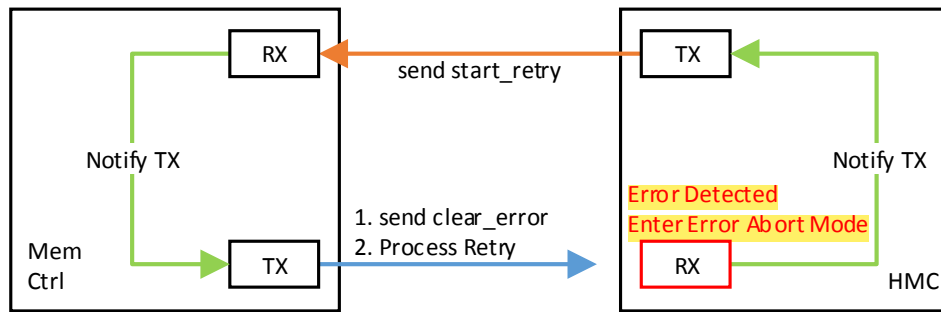 RX
send start_retry
TX
Notify TX
Notify TX
Error Detected
Enter Error Abort Mode
1. send clear_error
2. Process Retry
Mem
Ctrl
TX
RX
HMC